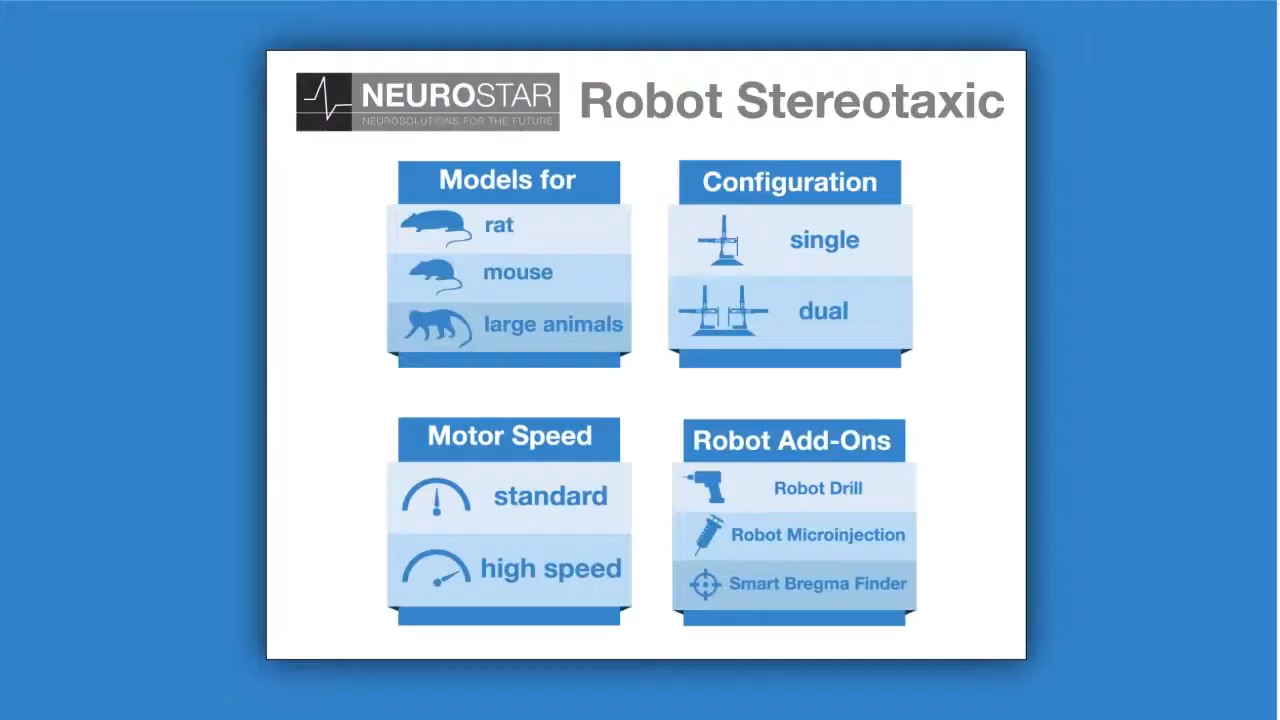 NEUROSTAR
NEUROSOLUTIONS FOR THE FUTURE
Robot Stereotaxic
Models for
rat
mouse
large animals
Configuration
single
dual
Motor Speed
standard
high speed
Robot Add-Ons
Robot Drill
Robot Microinjection
Smart Bregma Finder